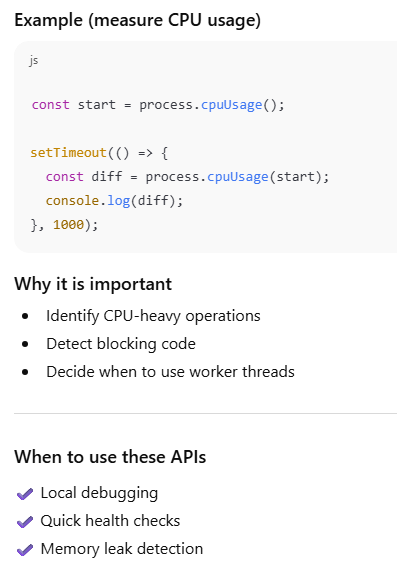 Example (measure CPU usage)
js
const start = process.cpuUsage();
setTimeout(() => {
  const diff = process.cpuUsage(start);
  console.log(diff);
}, 1000);
Why it is important
• Identify CPU-heavy operations
• Detect blocking code
• Decide when to use worker threads
When to use these APIs
✔ Local debugging
✔ Quick health checks
✔ Memory leak detection